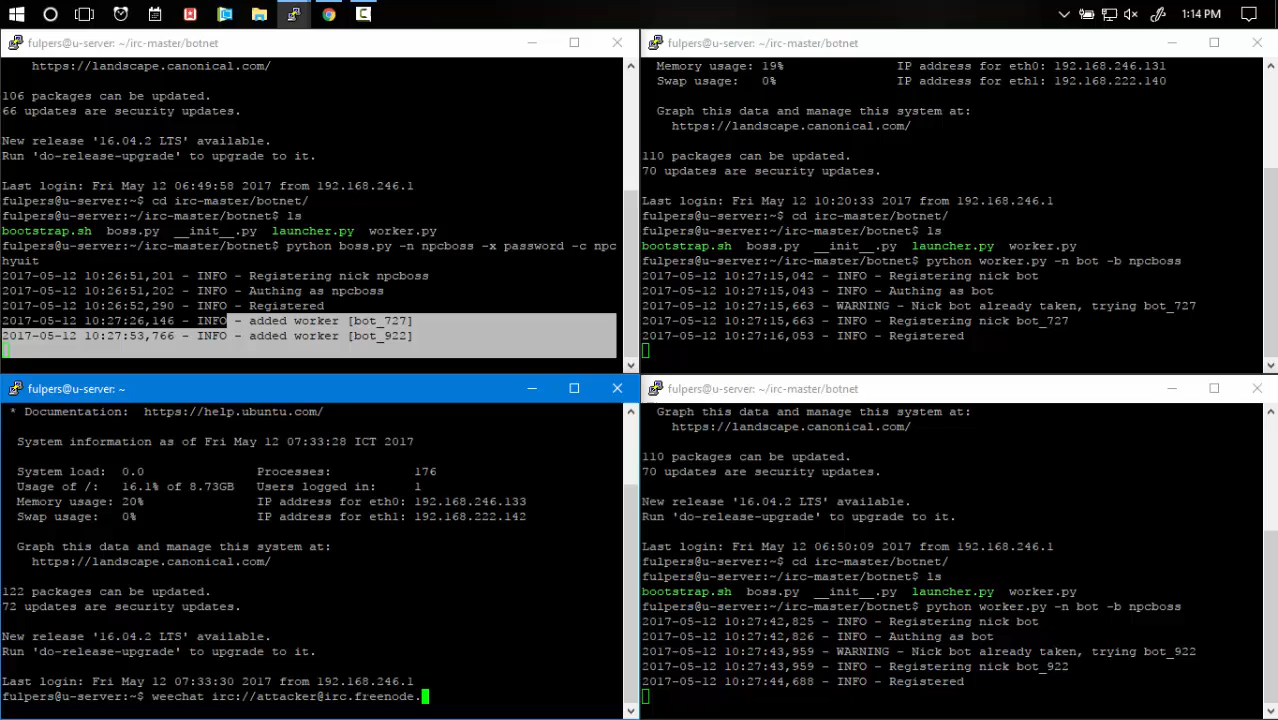 1:14 PM
fulpers@u-server: ~/irc-master/botnet
https://landscape.canonical.com/
106 packages can be updated.
66 updates are security updates.
New release '16.04.2 LTS' available.
Run 'do-release-upgrade' to upgrade to it.
Last login: Fri May 12 06:49:58 2017 from 192.168.246.1
fulpers@u-server:~$ cd irc-master/botnet/
fulpers@u-server:~/irc-master/botnet$ ls
bootstrap.sh  boss.py  __init__.py  launcher.py  worker.py
fulpers@u-server:~/irc-master/botnet$ python boss.py -n npcboss -x password -c npc
hyuit
2017-05-12 10:26:51,201 - INFO - Registering nick npcboss
2017-05-12 10:26:51,202 - INFO - Authing as npcboss
2017-05-12 10:26:52,290 - INFO - Registered
2017-05-12 10:27:26,146 - INFO - added worker [bot_727]
2017-05-12 10:27:53,766 - INFO - added worker [bot_922]
fulpers@u-server: ~/irc-master/botnet
Memory usage: 19%  IP address for eth0: 192.168.246.131
Swap usage: 0%  IP address for eth1: 192.168.222.140
Graph this data and manage this system at:
https://landscape.canonical.com/
110 packages can be updated.
70 updates are security updates.
Last login: Fri May 12 10:20:33 2017 from 192.168.246.1
fulpers@u-server:~$ cd irc-master/botnet/
fulpers@u-server:~/irc-master/botnet$ ls
bootstrap.sh  boss.py  __init__.py  launcher.py  worker.py
fulpers@u-server:~/irc-master/botnet$ python worker.py -n bot -b npcboss
2017-05-12 10:27:15,042 - INFO - Registering nick bot
2017-05-12 10:27:15,043 - INFO - Authing as bot
2017-05-12 10:27:15,663 - WARNING - Nick bot already taken, trying bot_727
2017-05-12 10:27:15,663 - INFO - Registering nick bot_727
2017-05-12 10:27:16,053 - INFO - Registered
fulpers@u-server: ~
* Documentation:  https://help.ubuntu.com/
System information as of Fri May 12 07:33:28 ICT 2017
System load: 0.0  Processes: 176
Usage of /: 16.1% of 8.73GB  Users logged in: 1
Memory usage: 20%  IP address for eth0: 192.168.246.133
Swap usage: 0%  IP address for eth1: 192.168.222.142
Graph this data and manage this system at:
https://landscape.canonical.com/
122 packages can be updated.
72 updates are security updates.
New release '16.04.2 LTS' available.
Run 'do-release-upgrade' to upgrade to it.
Last login: Fri May 12 07:33:30 2017 from 192.168.246.1
fulpers@u-server:~$ weechat irc://attacker@irc.freenode.
fulpers@u-server: ~/irc-master/botnet
Graph this data and manage this system at:
https://landscape.canonical.com/
110 packages can be updated.
70 updates are security updates.
New release '16.04.2 LTS' available.
Run 'do-release-upgrade' to upgrade to it.
Last login: Fri May 12 06:50:09 2017 from 192.168.246.1
fulpers@u-server:~$ cd irc-master/botnet/
fulpers@u-server:~/irc-master/botnet$ ls
bootstrap.sh  boss.py  __init__.py  launcher.py  worker.py
fulpers@u-server:~/irc-master/botnet$ python worker.py -n bot -b npcboss
2017-05-12 10:27:42,825 - INFO - Registering nick bot
2017-05-12 10:27:42,826 - INFO - Authing as bot
2017-05-12 10:27:43,959 - WARNING - Nick bot already taken, trying bot_922
2017-05-12 10:27:43,959 - INFO - Registering nick bot_922
2017-05-12 10:27:44,688 - INFO - Registered